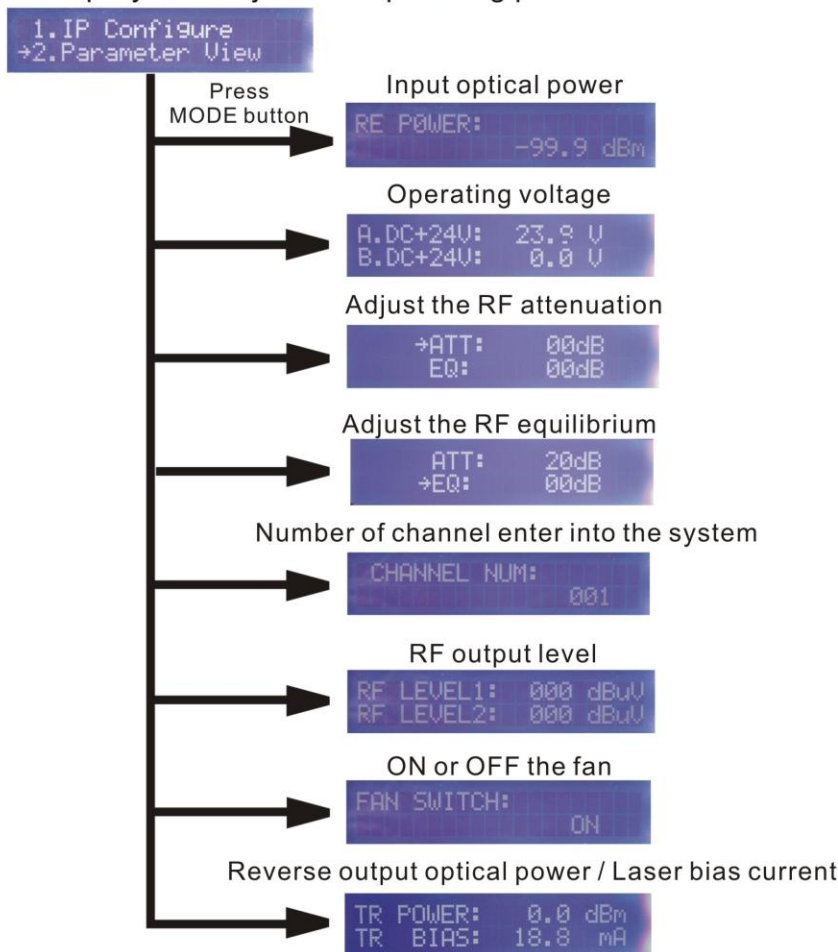 1.IP Configure
→2.Parameter View
Press
MODE button
Input optical power
RE POWER:
-99.9 dBm
Operating voltage
A.DC+24V: 23.9 V
B.DC+24V: 0.0 V
Adjust the RF attenuation
→ATT: 00dB
EQ: 00dB
Adjust the RF equilibrium
ATT: 20dB
→EQ: 00dB
Number of channel enter into the system
CHANNEL NUM:
001
RF output level
RF LEVEL1: 000 dBuV
RF LEVEL2: 000 dBuV
ON or OFF the fan
FAN SWITCH:
ON
Reverse output optical power / Laser bias current
TR POWER: 0.0 dBm
TR BIAS: 18.8 mA